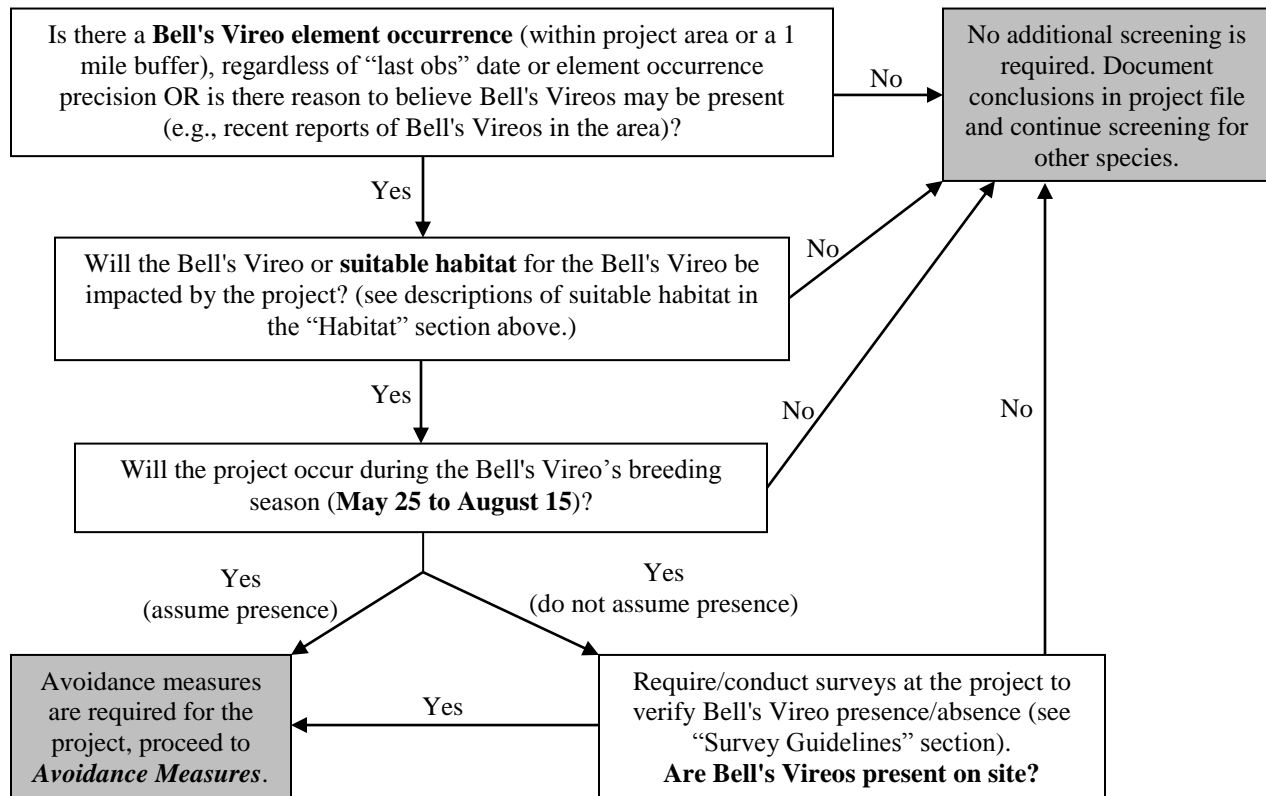 Is there a Bell's Vireo element occurrence (within project area or a 1
mile buffer), regardless of “last obs” date or element occurrence
precision OR is there reason to believe Bell's Vireos may be present
(e.g., recent reports of Bell's Vireos in the area)?
No
No additional screening is
required. Document
conclusions in project file
and continue screening for
other species.
Yes
Will the Bell's Vireo or suitable habitat for the Bell's Vireo be
impacted by the project? (see descriptions of suitable habitat in
the “Habitat” section above.)
No
Yes
No
No
Will the project occur during the Bell's Vireo’s breeding
season (May 25 to August 15)?
Yes
(assume presence)
Yes
(do not assume presence)
Avoidance measures
are required for the
project, proceed to
Avoidance Measures.
Yes
Require/conduct surveys at the project to
verify Bell's Vireo presence/absence (see
“Survey Guidelines” section).
Are Bell's Vireos present on site?